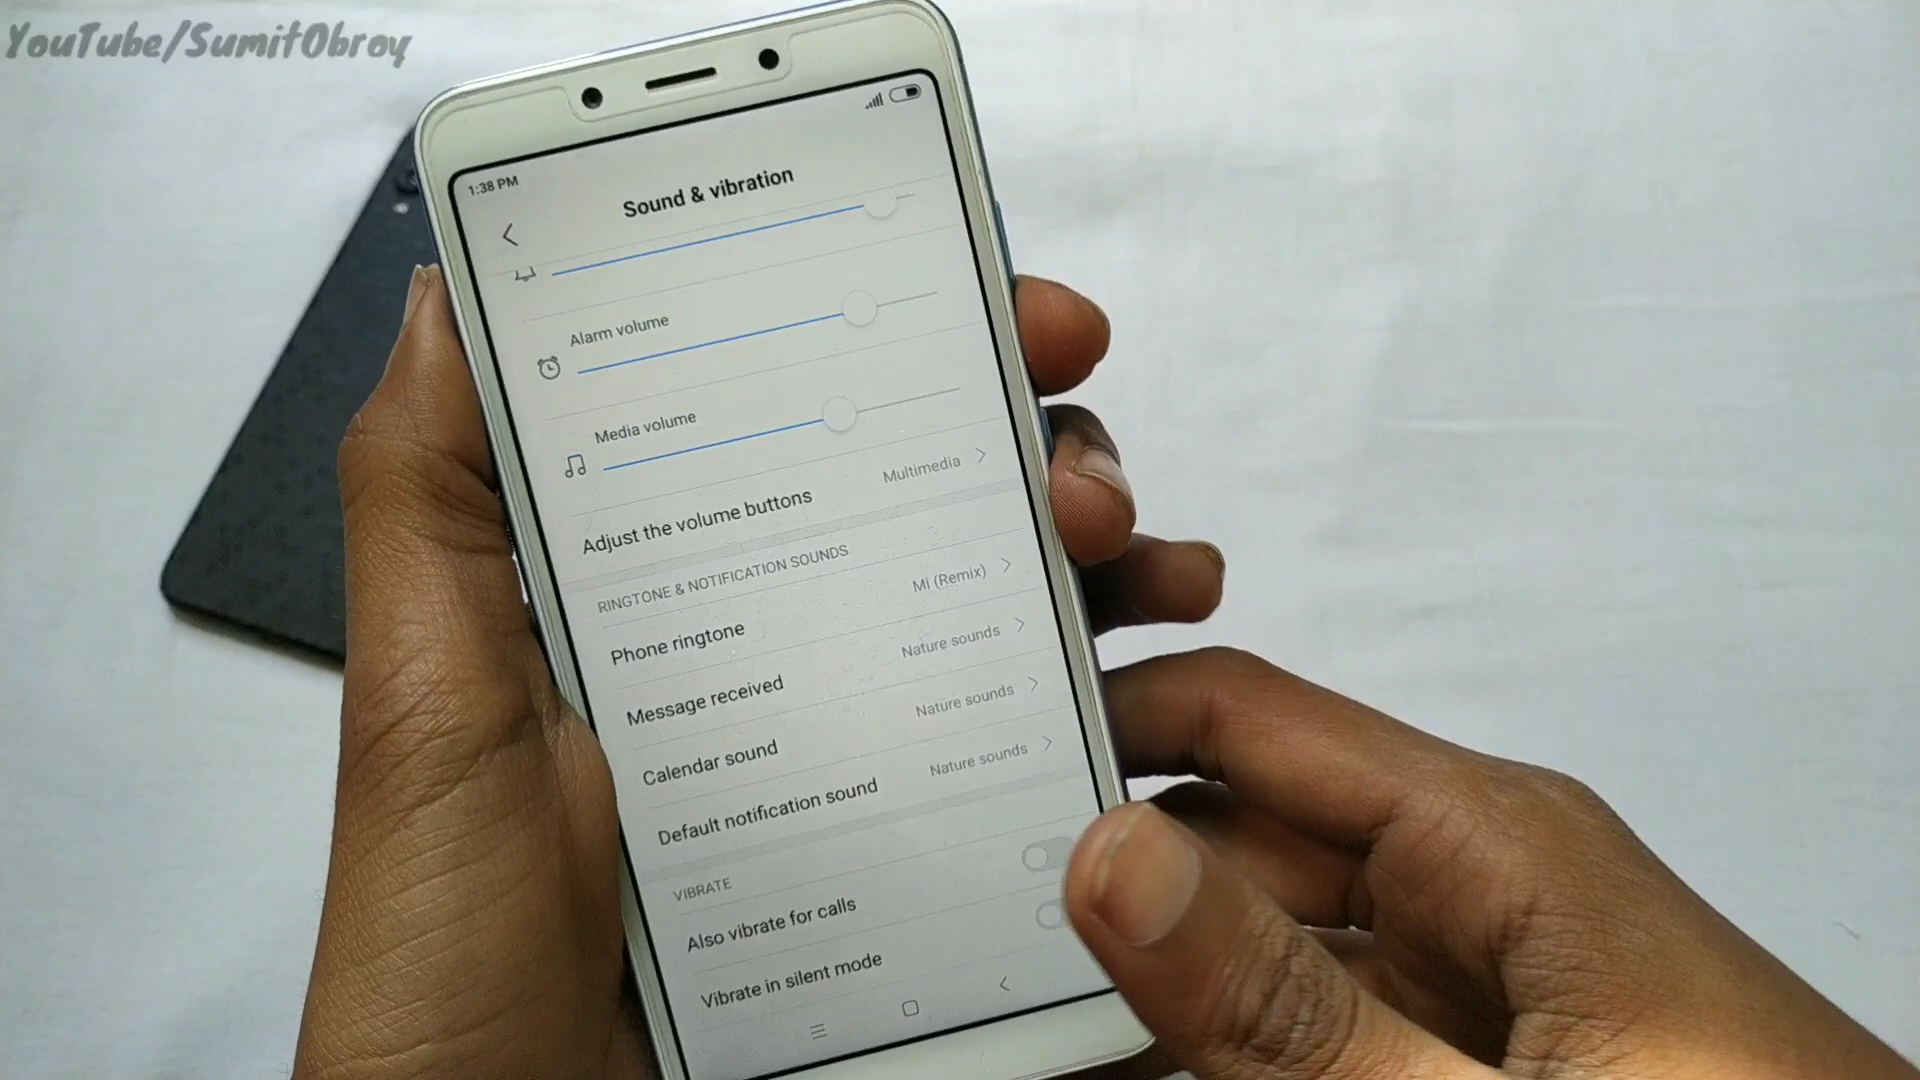 YouTube/SumitObroy
1:38 PM
Sound & vibration
Alarm volume
Media volume
Adjust the volume buttons Multimedia
RINGTONE & NOTIFICATION SOUNDS
Phone ringtone Mi (Remix)
Message received Nature sounds
Calendar sound Nature sounds
Default notification sound Nature sounds
VIBRATE
Also vibrate for calls
Vibrate in silent mode